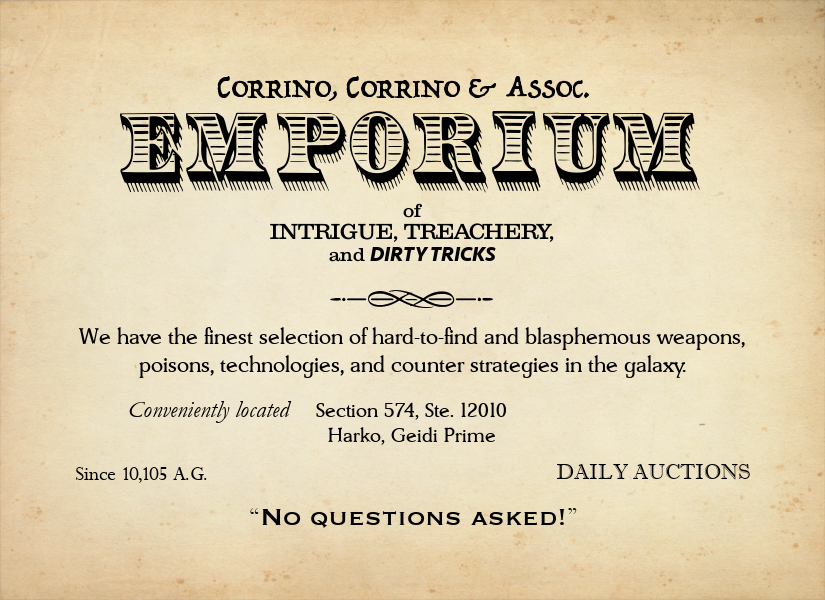 Corrino, Corrino & Assoc.
EMPORIUM
of
INTRIGUE, TREACHERY,
and DIRTY TRICKS
We have the finest selection of hard-to-find and blasphemous weapons,
poisons, technologies, and counter strategies in the galaxy.
Conveniently located Section 574, Ste. 12010
Harko, Geidi Prime
Since 10,105 A.G.
DAILY AUCTIONS
“No questions asked!”